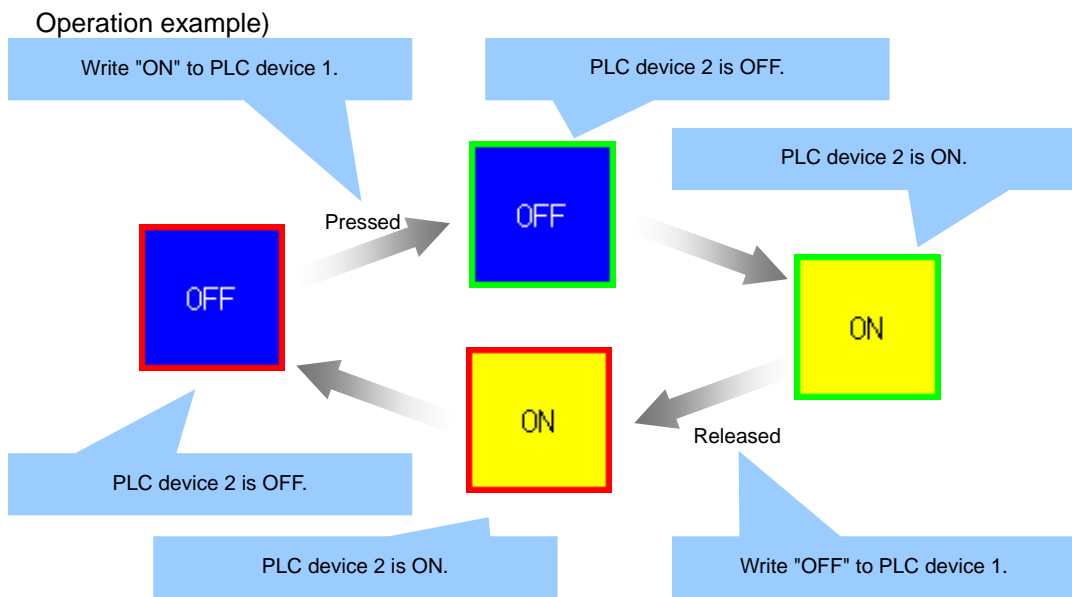 Operation example)
Write "ON" to PLC device 1.
PLC device 2 is OFF.
PLC device 2 is ON.
Pressed
OFF
OFF
ON
ON
Released
PLC device 2 is OFF.
PLC device 2 is ON.
Write "OFF" to PLC device 1.